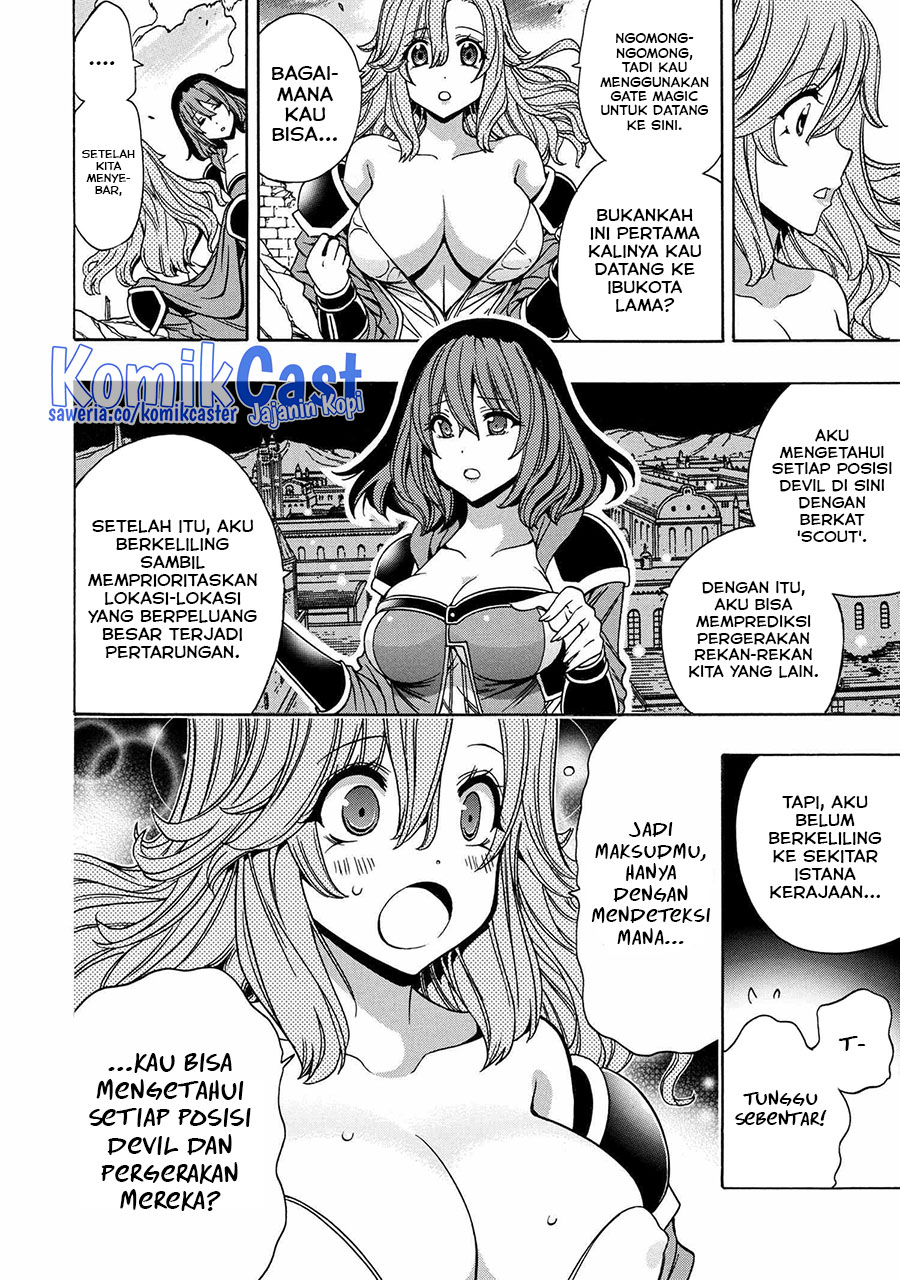 NGOMONG-
NGOMONG,
TADI KAU
MENGGUNAKAN
GATE MAGIC
UNTUK DATANG
KE SINI.
BUKANKAH
INI PERTAMA
KALINYA KAU
DATANG KE
IBUKOTA
LAMA?
BAGAI-
MANA
KAU
BISA...
....
SETELAH
KITA
MENYE-
BAR,
KomikCast
saweria.co/komikcaster Jajanin Kopi
AKU
MENGETAHUI
SETIAP POSISI
DEVIL DI SINI
DENGAN
BERKAT
'SCOUT'.
DENGAN ITU,
AKU BISA
MEMPREDIKSI
PERGERAKAN
REKAN-REKAN
KITA YANG LAIN.
SETELAH ITU, AKU
BERKELILING
SAMBIL
MEMPRIORITASKAN
LOKASI-LOKASI
YANG BERPELUANG
BESAR TERJADI
PERTARUNGAN.
TAPI, AKU
BELUM
BERKELILING
KE SEKITAR
ISTANA
KERAJAAN...
T-
TUNGGU
SEBENTAR!
JADI
MAKSUDMU,
HANYA
DENGAN
MENDETEKSI
MANA...
...KAU BISA
MENGETAHUI
SETIAP POSISI
DEVIL DAN
PERGERAKAN
MEREKA?